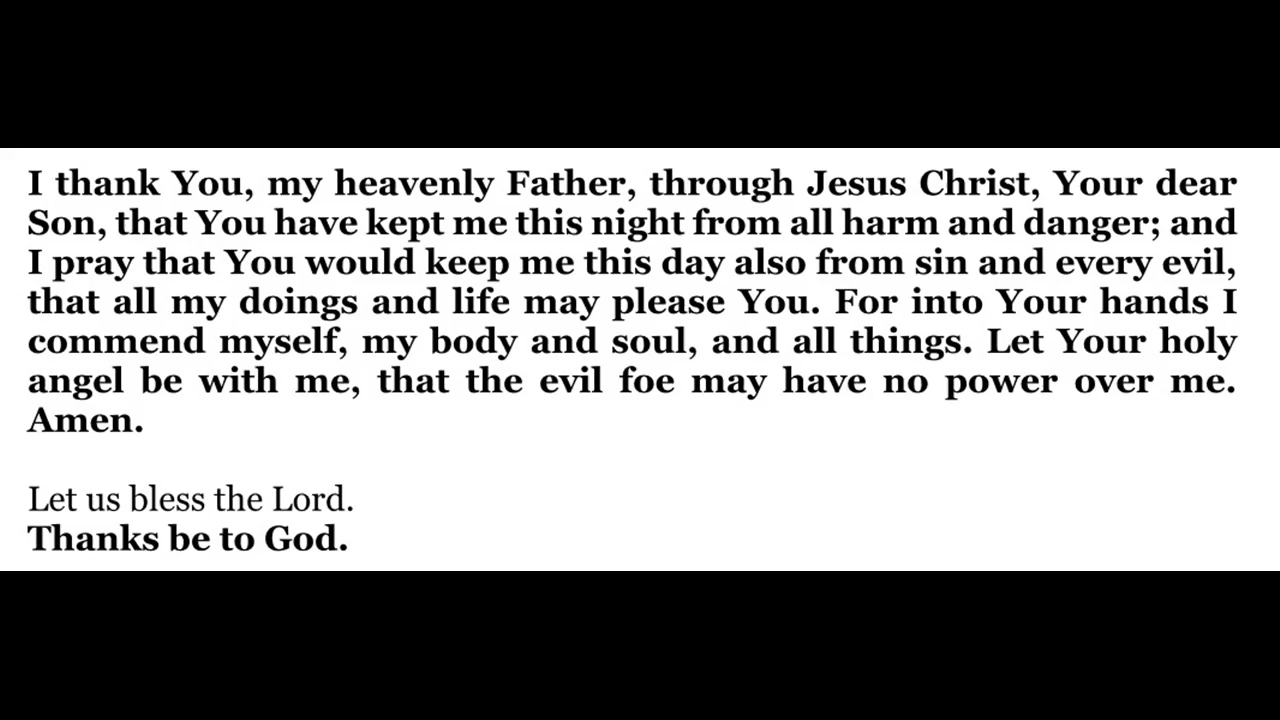 I thank You, my heavenly Father, through Jesus Christ, Your dear
Son, that You have kept me this night from all harm and danger; and
I pray that You would keep me this day also from sin and every evil,
that all my doings and life may please You. For into Your hands I
commend myself, my body and soul, and all things. Let Your holy
angel be with me, that the evil foe may have no power over me.
Amen.
Let us bless the Lord.
Thanks be to God.